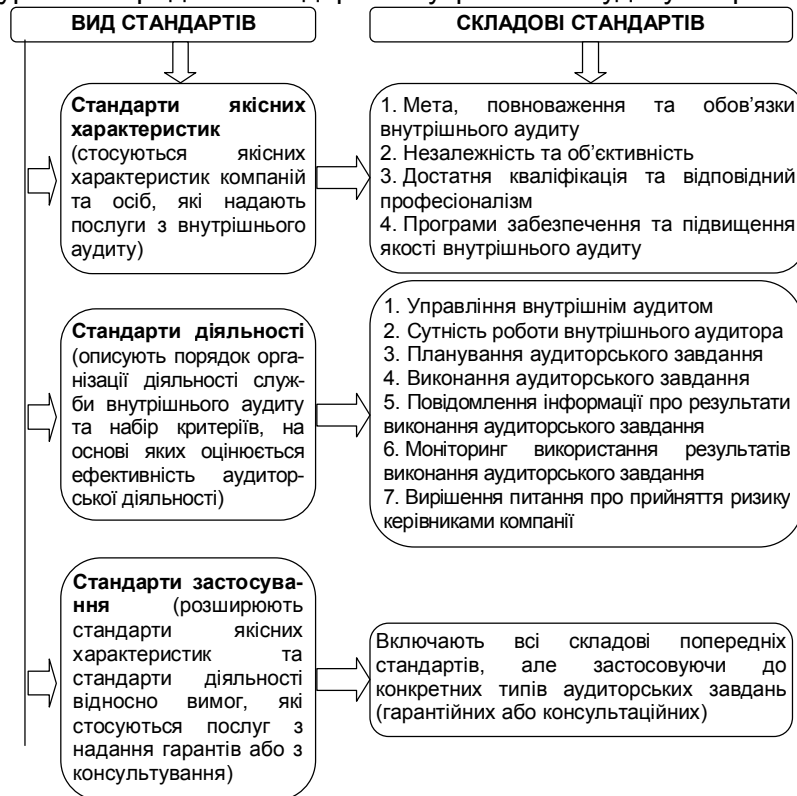 ВИД СТАНДАРТІВ
СКЛАДОВІ СТАНДАРТІВ
Стандарти якісних
характеристик
(стосуються якісних
характеристик компаній
та осіб, які надають
послуги з внутрішнього
аудиту)
1. Мета, повноваження та обов’язки
внутрішнього аудиту
2. Незалежність та об’єктивність
3. Достатня кваліфікація та відповідний
професіоналізм
4. Програми забезпечення та підвищення
якості внутрішнього аудиту
Стандарти діяльності
(описують порядок орга-
нізації діяльності служ-
би внутрішнього аудиту
та набір критеріїв, на
основі яких оцінюється
ефективність аудитор-
ської діяльності)
1. Управління внутрішнім аудитом
2. Сутність роботи внутрішнього аудитора
3. Планування аудиторського завдання
4. Виконання аудиторського завдання
5. Повідомлення інформації про результати
виконання аудиторського завдання
6. Моніторинг використання результатів
виконання аудиторського завдання
7. Вирішення питання про прийняття ризику
керівниками компанії
Стандарти застосува-
ння (розширюють
стандарти якісних
характеристик та
стандарти діяльності
відносно вимог, які
стосуються послуг з
надання гарантів або з
консультування)
Включають всі складові попередніх
стандартів, але застосовуючи до
конкретних типів аудиторських завдань
(гарантійних або консультаційних)